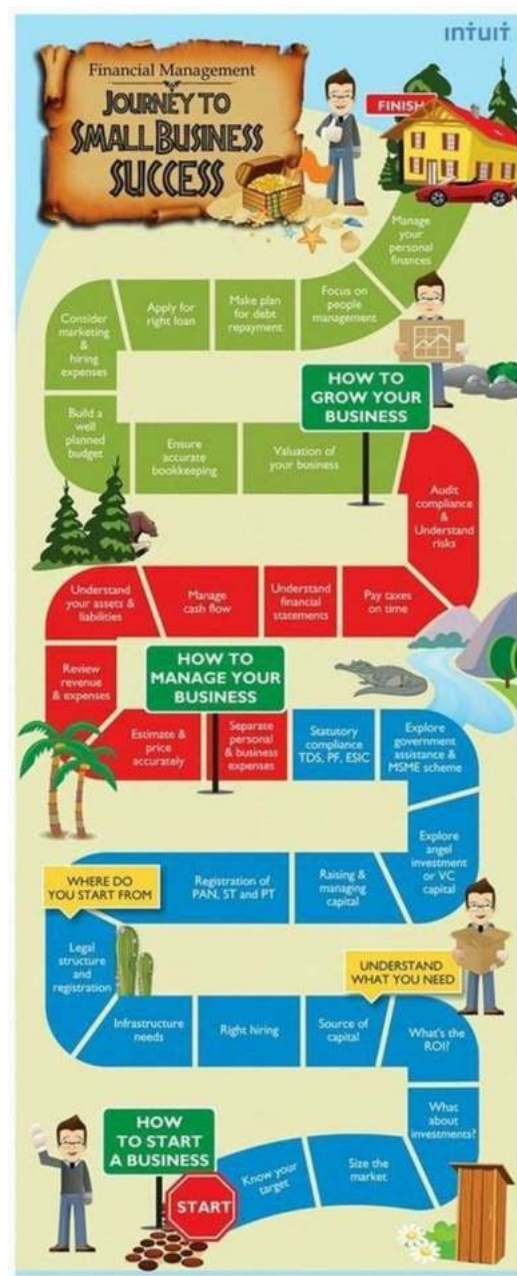 intuit
Financial Management
JOURNEY TO
SMALL BUSINESS
SUCCESS
FINISH
Manage
your
personal
finances
Focus on
people
management
Make plan
for debt
repayment
Apply for
right loan
Consider
marketing
&
hiring
expenses
HOW TO
GROW YOUR
BUSINESS
Build a
well
planned
budget
Ensure
accurate
bookkeeping
Valuation of
your business
Audit
compliance
&
Understand
risks
Understand
your assets &
liabilities
Manage
cash flow
Understand
financial
statements
Pay taxes
on time
Review
revenue
& expenses
HOW TO
MANAGE YOUR
BUSINESS
Estimate &
price
accurately
Separate
personal
& business
expenses
Statutory
compliance
TDS, PF, ESIC
Explore
government
assistance &
MSME scheme
Explore
angel
investment
or VC
capital
WHERE DO
YOU START FROM
Registration of
PAN, ST and PT
Raising &
managing
capital
Legal
structure
and
registration
UNDERSTAND
WHAT YOU NEED
Infrastructure
needs
Right hiring
Source of
capital
What's the
ROI?
What
about
investments?
HOW
TO START
A BUSINESS
START
Know your
target
Size the
market